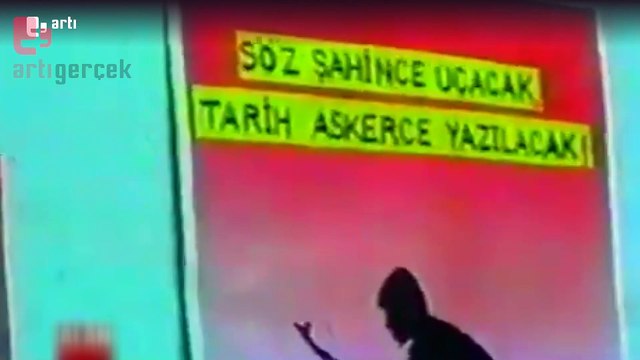 artı
artıgerçek
SÖZ ŞAHİNCE UÇACAK,
TARİH ASKERCE YAZILACAK!